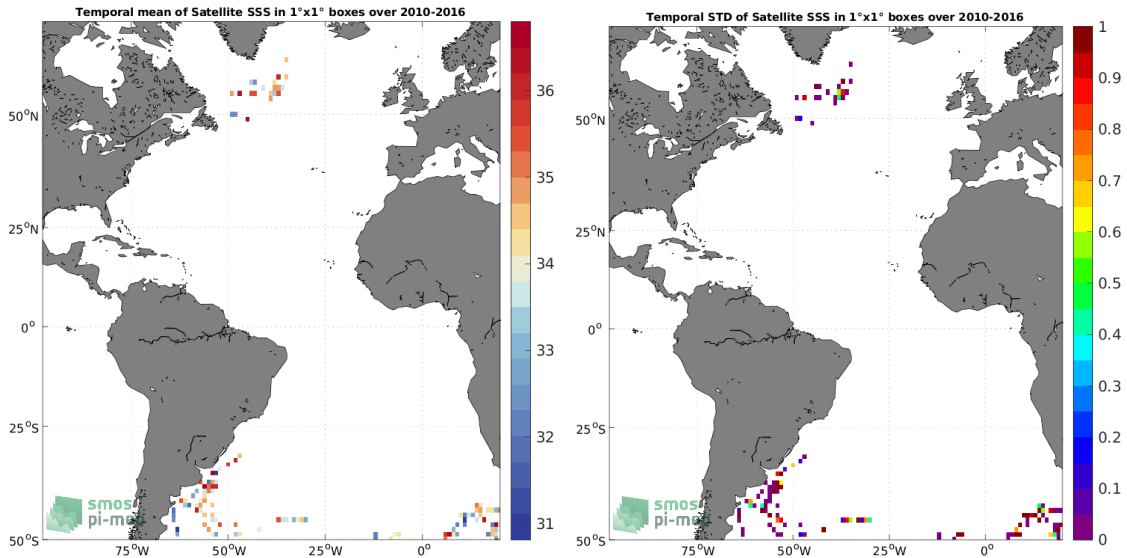 Temporal mean of Satellite SSS in 1°x1° boxes over 2010-2016
50°N
25°N
0°
25°S
50°S
75°W
50°W
25°W
0°
36
35
34
33
32
31
smos
pi-mep
Temporal STD of Satellite SSS in 1°x1° boxes over 2010-2016
50°N
25°N
0°
25°S
50°S
75°W
50°W
25°W
0°
1
0.9
0.8
0.7
0.6
0.5
0.4
0.3
0.2
0.1
0
smos
pi-mep